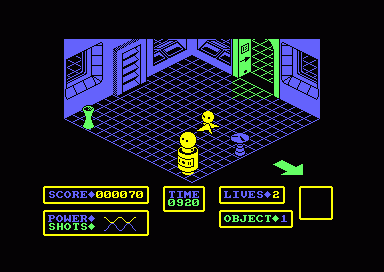 SCORE◆000070
TIME
0920
LIVES◆2
POWER◆
SHOTS◆
OBJECT◆1